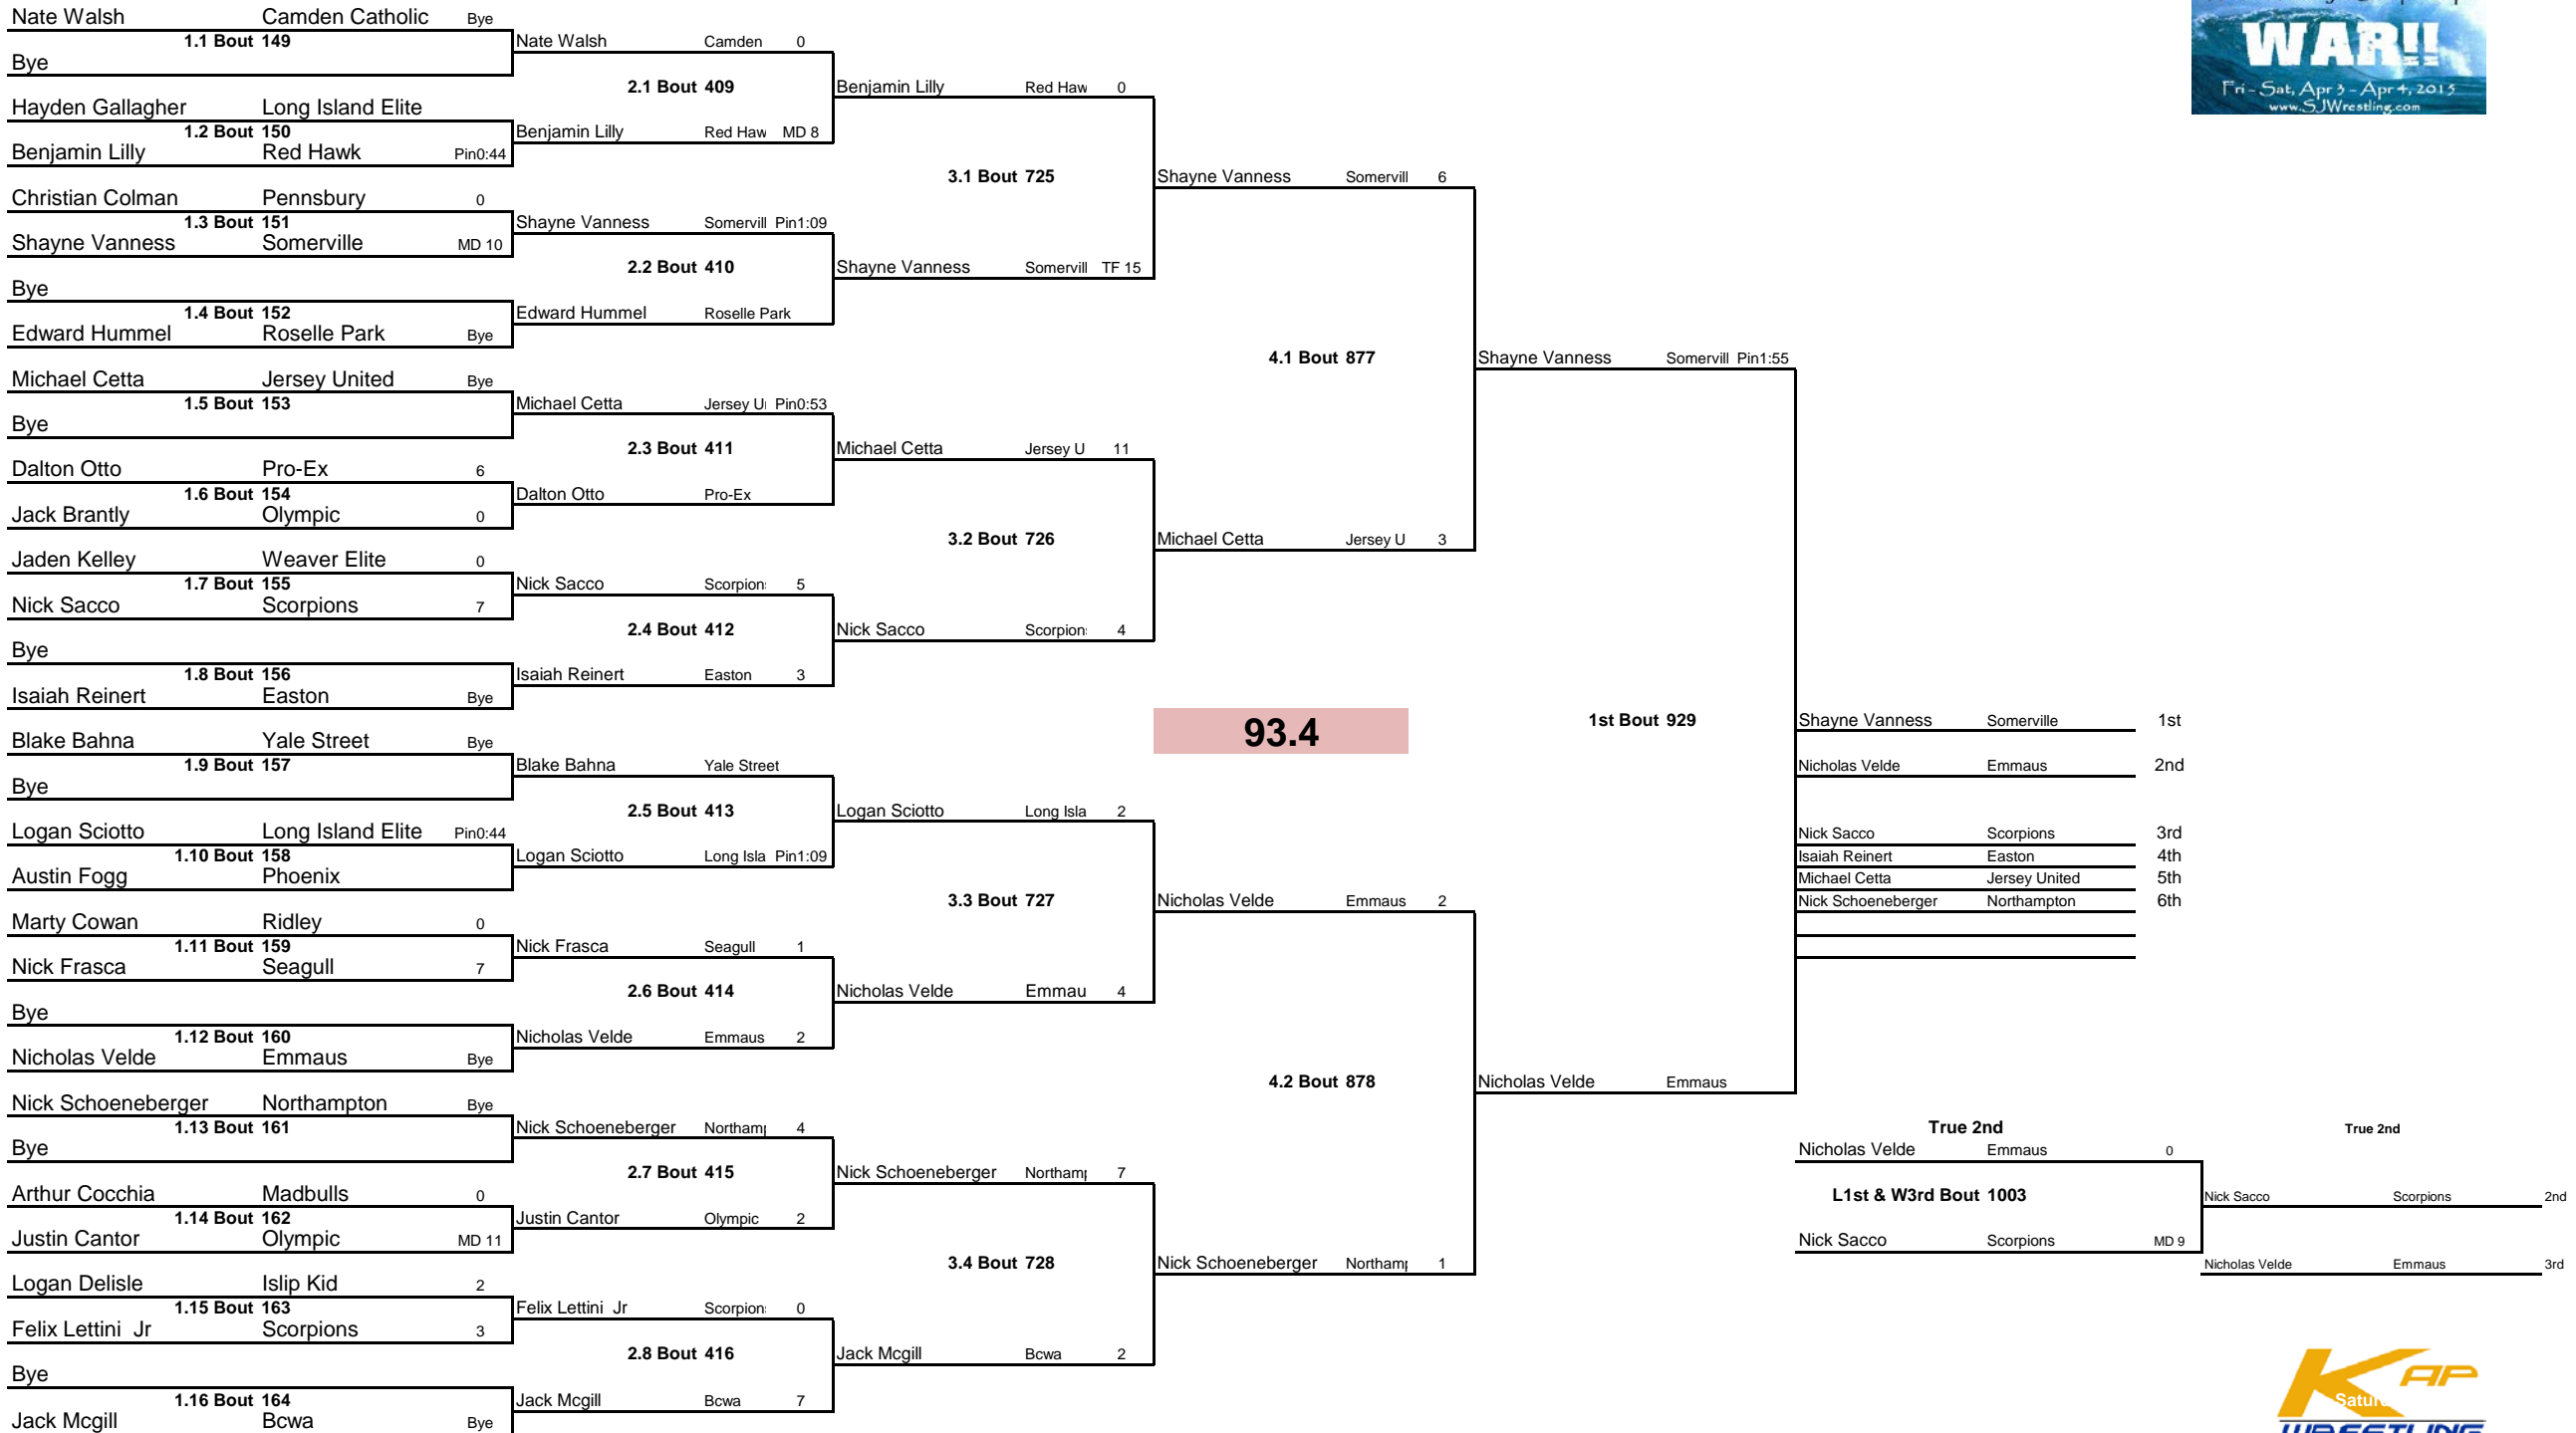 WAR!!
Fri - Sat, Apr 3 - Apr 4, 2015
www.SJWrestling.com
Nate Walsh Camden Catholic Bye
1.1 Bout 149
Bye
Hayden Gallagher Long Island Elite
1.2 Bout 150
Benjamin Lilly Red Hawk Pin0:44
Christian Colman Pennsbury 0
1.3 Bout 151
Shayne Vanness Somerville MD 10
Bye
1.4 Bout 152
Edward Hummel Roselle Park Bye
Michael Cetta Jersey United Bye
1.5 Bout 153
Bye
Dalton Otto Pro-Ex 6
1.6 Bout 154
Jack Brantly Olympic 0
Jaden Kelley Weaver Elite 0
1.7 Bout 155
Nick Sacco Scorpions 7
Bye
1.8 Bout 156
Isaiah Reinert Easton Bye
Blake Bahna Yale Street Bye
1.9 Bout 157
Bye
Logan Sciotto Long Island Elite Pin0:44
1.10 Bout 158
Austin Fogg Phoenix
Marty Cowan Ridley 0
1.11 Bout 159
Nick Frasca Seagull 7
Bye
1.12 Bout 160
Nicholas Velde Emmaus Bye
Nick Schoeneberger Northampton Bye
1.13 Bout 161
Bye
Arthur Cocchia Madbulls 0
1.14 Bout 162
Justin Cantor Olympic MD 11
Logan Delisle Islip Kid 2
1.15 Bout 163
Felix Lettini Jr Scorpions 3
Bye
1.16 Bout 164
Jack Mcgill Bcwa Bye
Nate Walsh Camden 0
2.1 Bout 409
Benjamin Lilly Red Haw MD 8
Shayne Vanness Somervill Pin1:09
2.2 Bout 410
Edward Hummel Roselle Park
Michael Cetta Jersey U Pin0:53
2.3 Bout 411
Dalton Otto Pro-Ex
Nick Sacco Scorpion 5
2.4 Bout 412
Isaiah Reinert Easton 3
Blake Bahna Yale Street
2.5 Bout 413
Logan Sciotto Long Isla Pin1:09
Nick Frasca Seagull 1
2.6 Bout 414
Nicholas Velde Emmaus 2
Nick Schoeneberger Northam 4
2.7 Bout 415
Justin Cantor Olympic 2
Felix Lettini Jr Scorpion 0
2.8 Bout 416
Jack Mcgill Bcwa 7
Benjamin Lilly Red Haw 0
3.1 Bout 725
Shayne Vanness Somervill TF 15
Michael Cetta Jersey U 11
3.2 Bout 726
Nick Sacco Scorpion 4
Logan Sciotto Long Isla 2
3.3 Bout 727
Nicholas Velde Emmau 4
Nick Schoeneberger Northam 7
3.4 Bout 728
Jack Mcgill Bcwa 2
Shayne Vanness Somervill 6
4.1 Bout 877
Michael Cetta Jersey U 3
93.4
Nicholas Velde Emmaus 2
4.2 Bout 878
Nick Schoeneberger Northam 1
Shayne Vanness Somervill Pin1:55
1st Bout 929
Nicholas Velde Emmaus
Shayne Vanness Somerville 1st
Nicholas Velde Emmaus 2nd
Nick Sacco Scorpions 3rd
Isaiah Reinert Easton 4th
Michael Cetta Jersey United 5th
Nick Schoeneberger Northampton 6th
True 2nd True 2nd
Nicholas Velde Emmaus 0
L1st & W3rd Bout 1003
Nick Sacco Scorpions MD 9
Nick Sacco Scorpions 2nd
Nicholas Velde Emmaus 3rd
KAP
Satur
WRESTLING